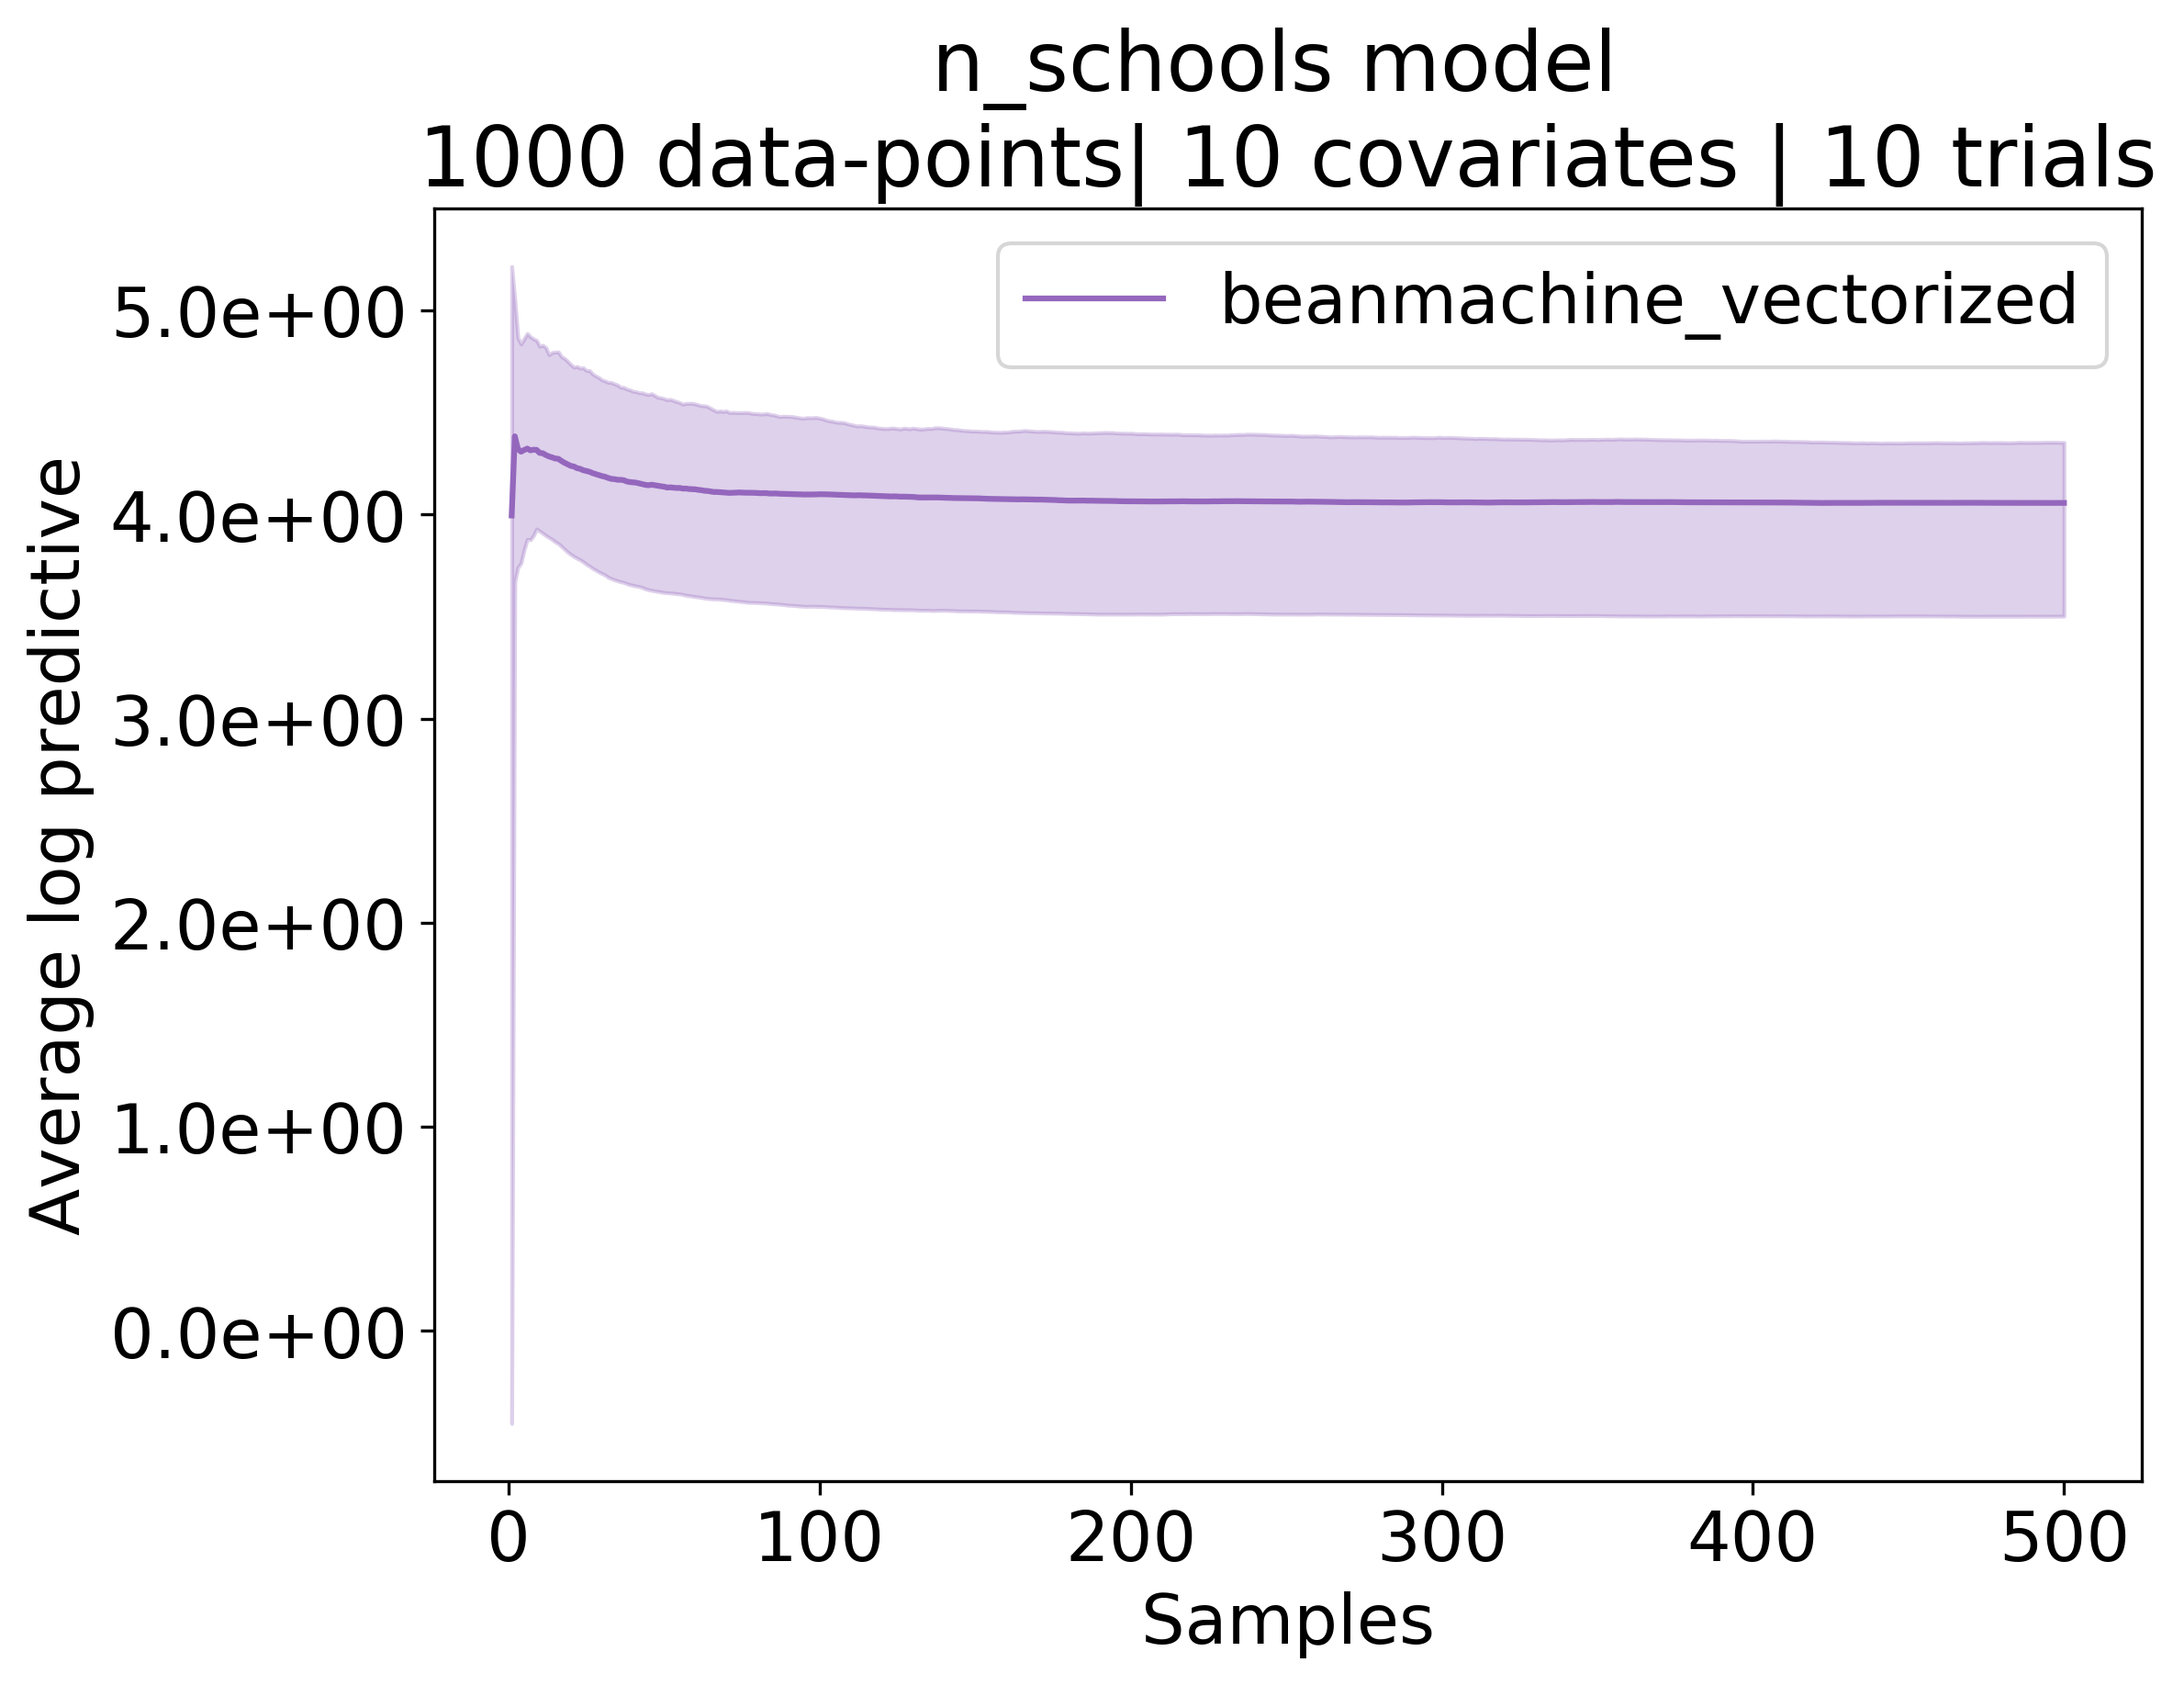 n_schools model
1000 data-points| 10 covariates | 10 trials
beanmachine_vectorized
Average log predictive
5.0e+00
4.0e+00
3.0e+00
2.0e+00
1.0e+00
0.0e+00
0 100 200 300 400 500
Samples